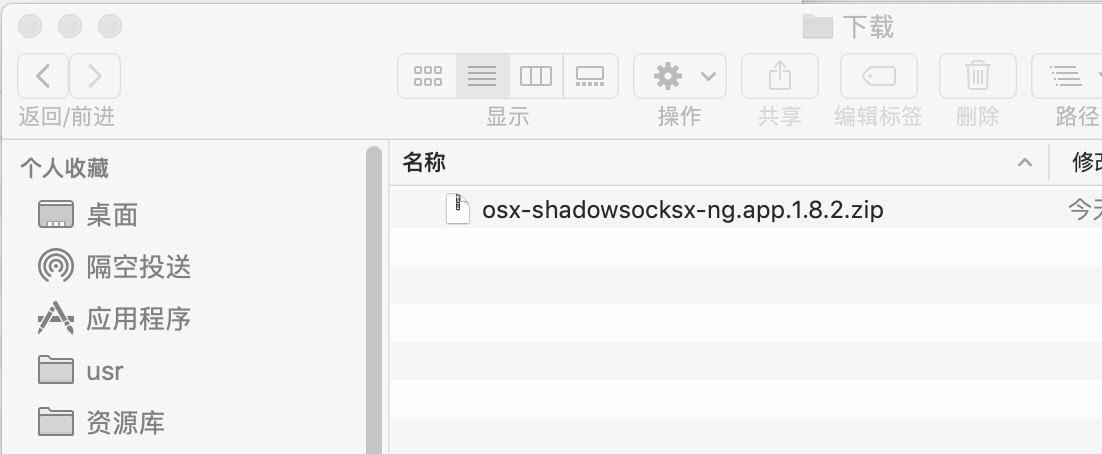 下载
返回/前进
显示
操作
共享
编辑标签
删除
路径
个人收藏
桌面
隔空投送
应用程序
usr
资源库
名称
修改
osx-shadowsocksx-ng.app.1.8.2.zip
今天